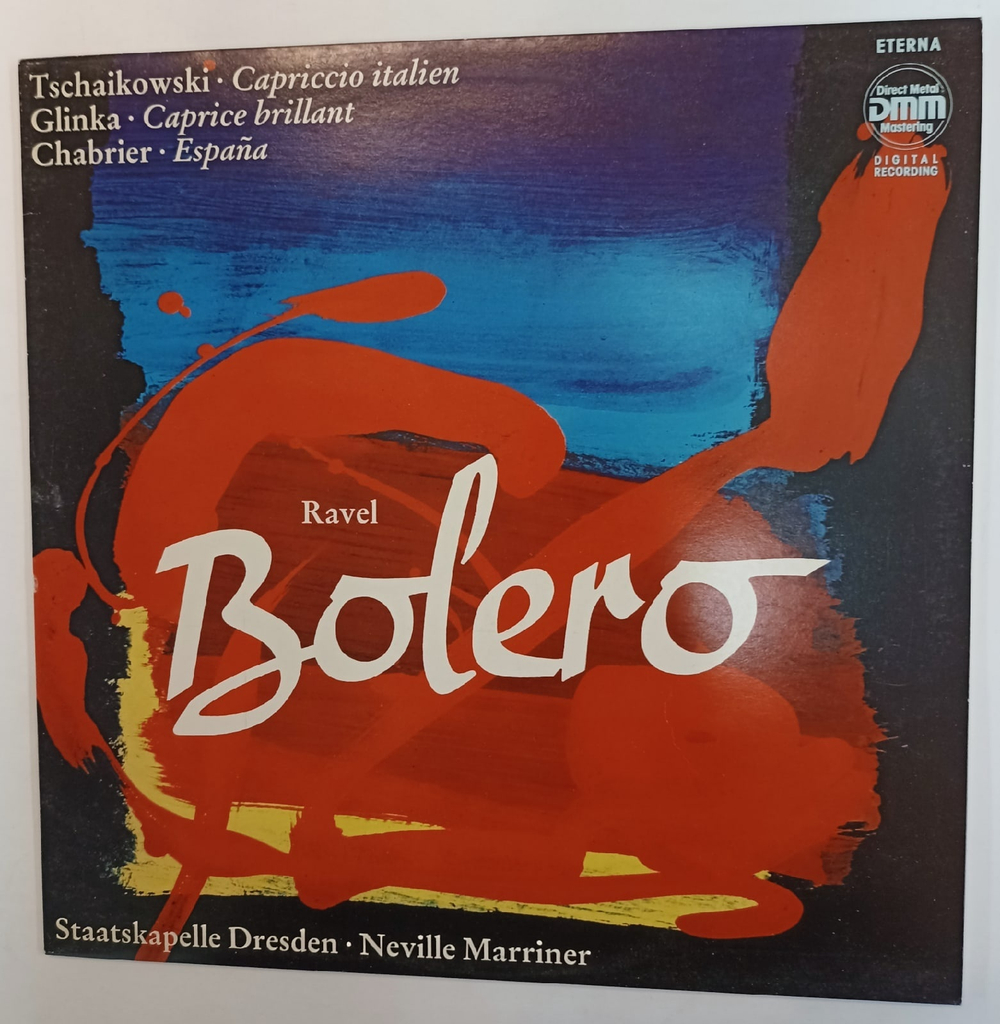 Tschaikowski · Capriccio italien
Glinka · Caprice brillant
Chabrier · España
ETERNA
Direct Metal
DMM
Mastering
DIGITAL
RECORDING
Ravel
Bolero
Staatskapelle Dresden · Neville Marriner